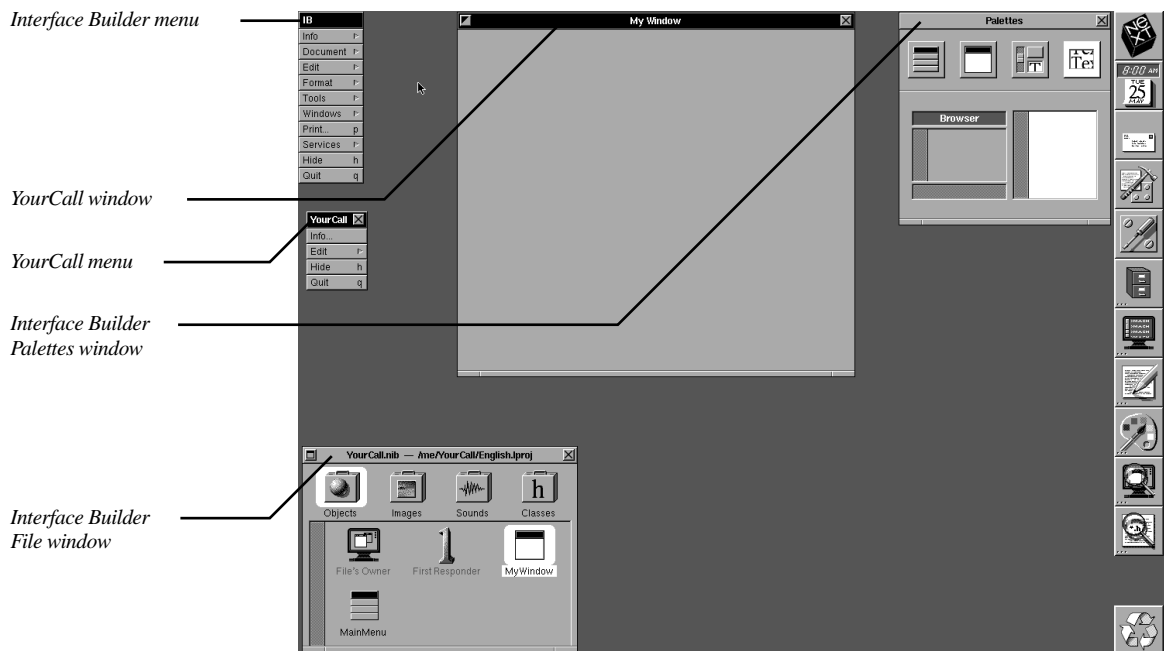 Interface Builder menu
YourCall window
YourCall menu
Interface Builder
Palettes window
Interface Builder
File window
IB
Info
Document
Edit
Format
Tools
Windows
Print... p
Services
Hide h
Quit q
YourCall
Info...
Edit
Hide h
Quit q
My Window
Palettes
Browser
YourCall.nib — /me/YourCall/English.lproj
Objects
Images
Sounds
Classes
h
File's Owner
First Responder
MyWindow
MainMenu
NeXT
8:00 AM
TUE
25
MAY